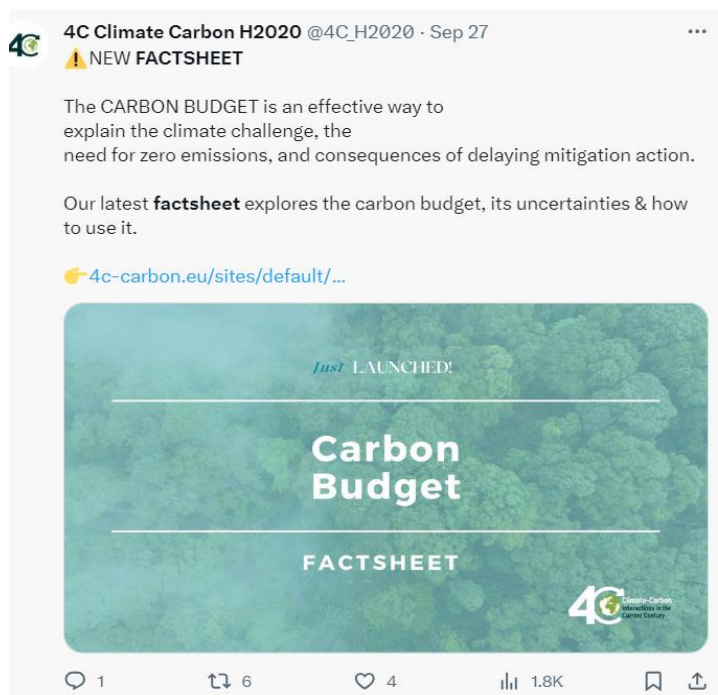 4C Climate Carbon H2020 @4C_H2020 · Sep 27
⚠️NEW FACTSHEET
The CARBON BUDGET is an effective way to
explain the climate challenge, the
need for zero emissions, and consequences of delaying mitigation action.
Our latest factsheet explores the carbon budget, its uncertainties & how
to use it.
👉4c-carbon.eu/sites/default/...
Just LAUNCHED!
Carbon
Budget
FACTSHEET
4C
Climate-Carbon
Interactions in the
Current Century
1 6 4 1.8K